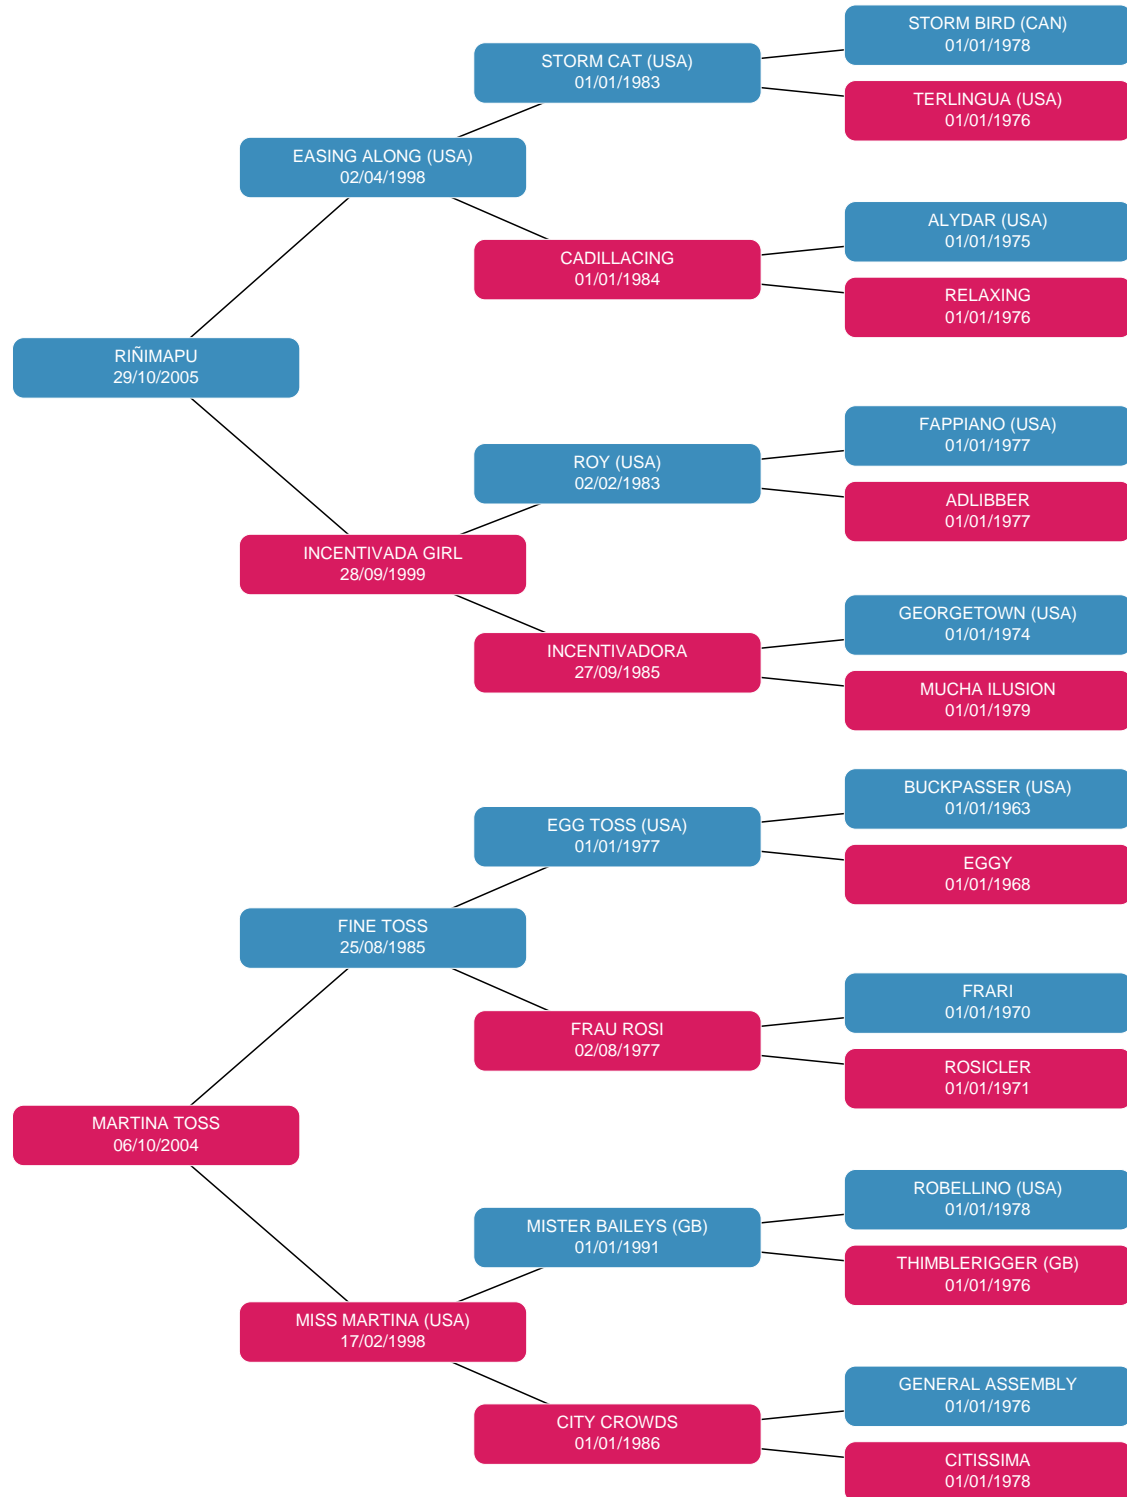 STORM BIRD (CAN)
01/01/1978
STORM CAT (USA)
01/01/1983
TERLINGUA (USA)
01/01/1976
EASING ALONG (USA)
02/04/1998
ALYDAR (USA)
01/01/1975
CADILLACING
01/01/1984
RELAXING
01/01/1976
RIÑIMAPU
29/10/2005
FAPPIANO (USA)
01/01/1977
ROY (USA)
02/02/1983
ADLIBBER
01/01/1977
INCENTIVADA GIRL
28/09/1999
GEORGETOWN (USA)
01/01/1974
INCENTIVADORA
27/09/1985
MUCHA ILUSION
01/01/1979
BUCKPASSER (USA)
01/01/1963
EGG TOSS (USA)
01/01/1977
EGGY
01/01/1968
FINE TOSS
25/08/1985
FRARI
01/01/1970
FRAU ROSI
02/08/1977
ROSICLER
01/01/1971
MARTINA TOSS
06/10/2004
ROBELLINO (USA)
01/01/1978
MISTER BAILEYS (GB)
01/01/1991
THIMBLERIGGER (GB)
01/01/1976
MISS MARTINA (USA)
17/02/1998
GENERAL ASSEMBLY
01/01/1976
CITY CROWDS
01/01/1986
CITISSIMA
01/01/1978